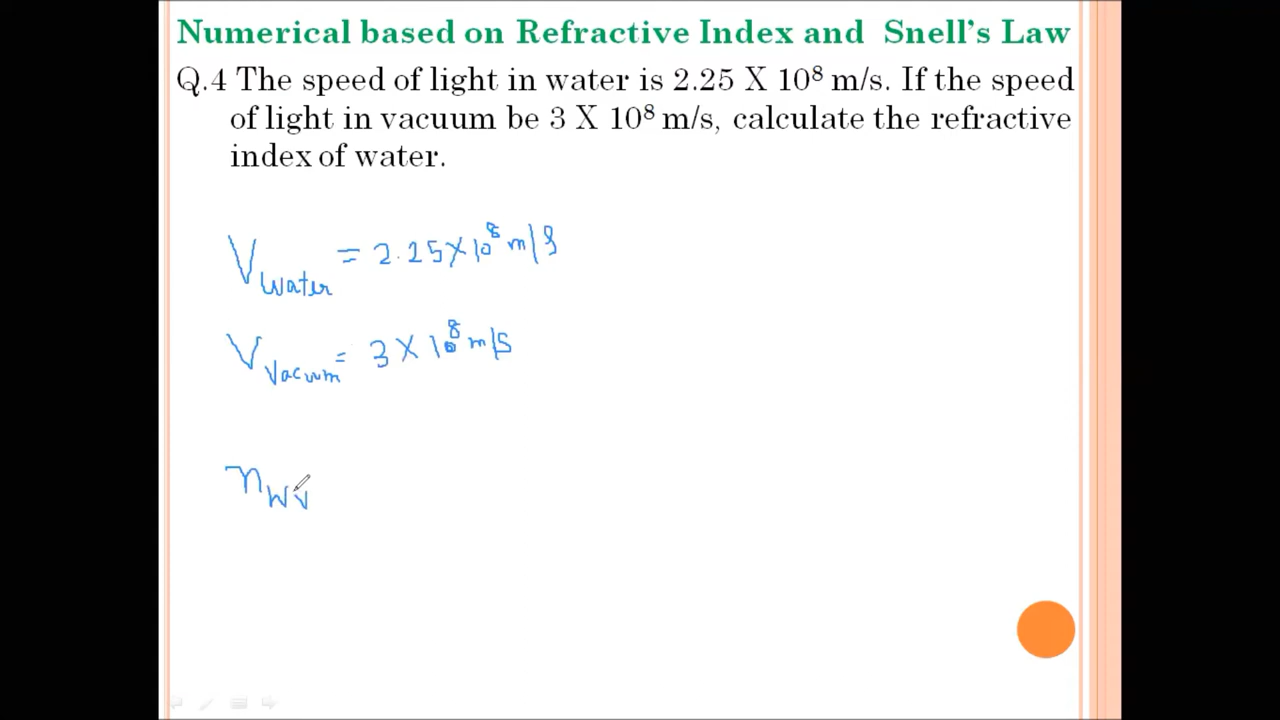 Numerical based on Refractive Index and Snell's Law
Q.4 The speed of light in water is 2.25 X 10⁸ m/s. If the speed
of light in vacuum be 3 X 10⁸ m/s, calculate the refractive
index of water.
V_water = 2.25 × 10⁸ m/s
V_vacuum = 3 × 10⁸ m/s
n_wv